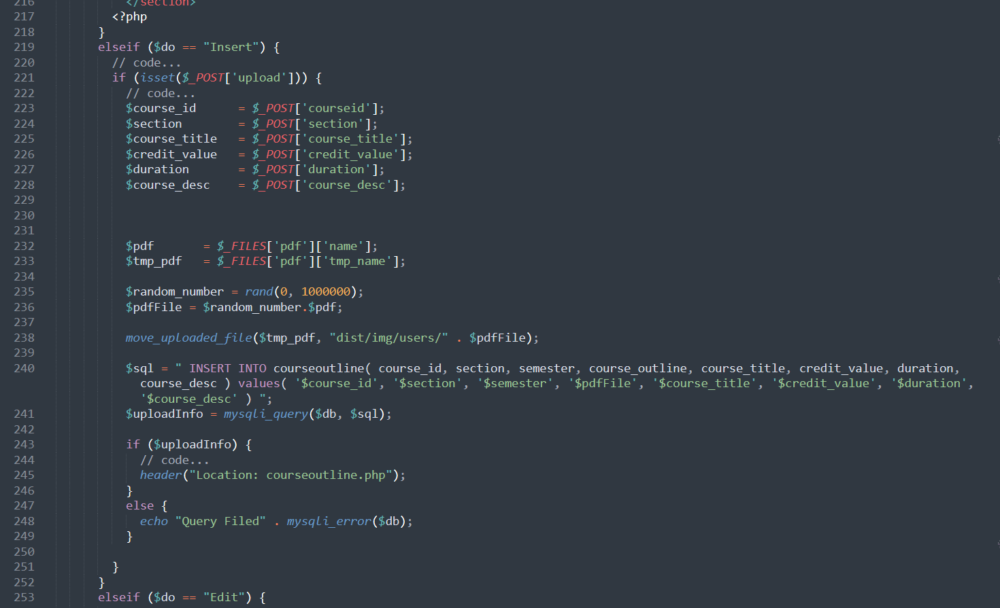 216 </section>
217 <?php
218 }
219 elseif ($do == "Insert") {
220 // code...
221 if (isset($_POST['upload'])) {
222 // code...
223 $course_id = $_POST['courseid'];
224 $section = $_POST['section'];
225 $course_title = $_POST['course_title'];
226 $credit_value = $_POST['credit_value'];
227 $duration = $_POST['duration'];
228 $course_desc = $_POST['course_desc'];
229
230
231
232 $pdf = $_FILES['pdf']['name'];
233 $tmp_pdf = $_FILES['pdf']['tmp_name'];
234
235 $random_number = rand(0, 1000000);
236 $pdfFile = $random_number.$pdf;
237
238 move_uploaded_file($tmp_pdf, "dist/img/users/" . $pdfFile);
239
240 $sql = " INSERT INTO courseoutline( course_id, section, semester, course_outline, course_title, credit_value, duration,
course_desc ) values( '$course_id', '$section', '$semester', '$pdfFile', '$course_title', '$credit_value', '$duration',
'$course_desc' ) ";
241 $uploadInfo = mysqli_query($db, $sql);
242
243 if ($uploadInfo) {
244 // code...
245 header("Location: courseoutline.php");
246 }
247 else {
248 echo "Query Filed" . mysqli_error($db);
249 }
250
251 }
252 }
253 elseif ($do == "Edit") {